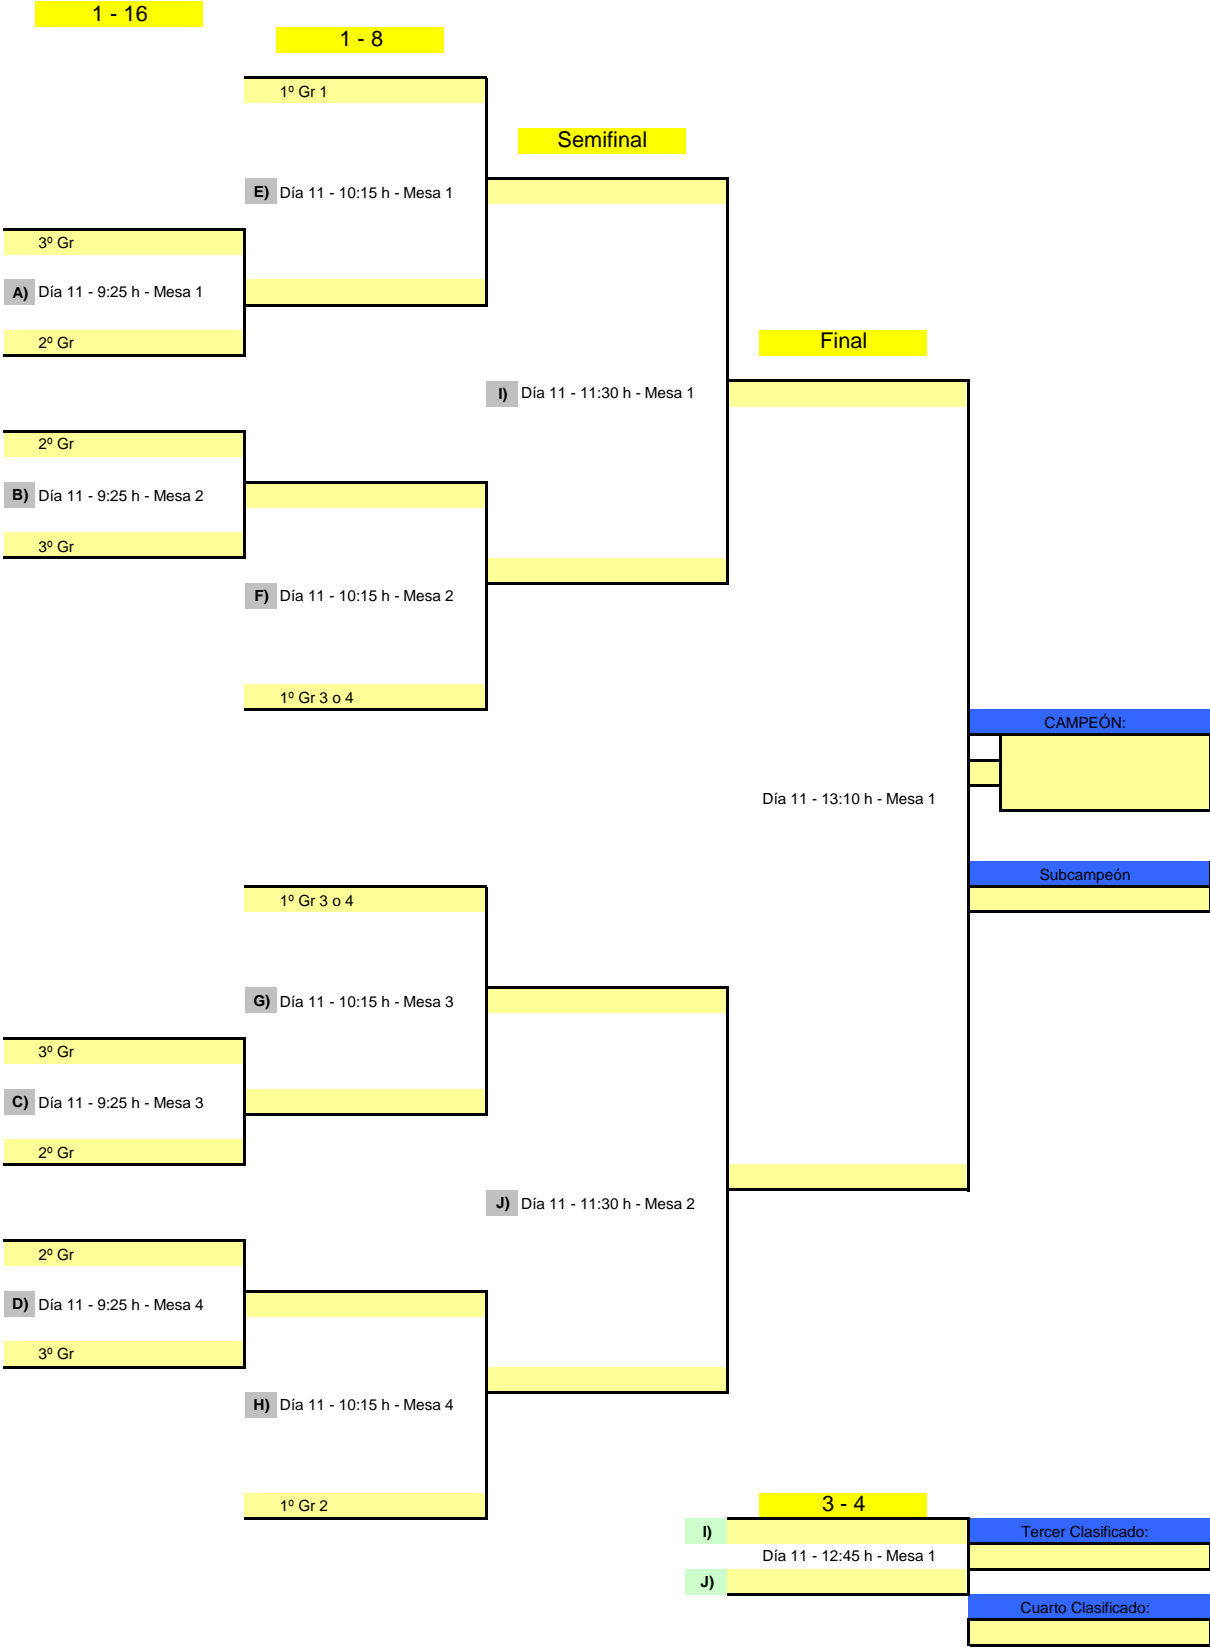 1 - 16
1 - 8
1º Gr 1
Semifinal
E) Día 11 - 10:15 h - Mesa 1
3º Gr
A) Día 11 - 9:25 h - Mesa 1
2º Gr
Final
I) Día 11 - 11:30 h - Mesa 1
2º Gr
B) Día 11 - 9:25 h - Mesa 2
3º Gr
F) Día 11 - 10:15 h - Mesa 2
1º Gr 3 o 4
CAMPEÓN:
Día 11 - 13:10 h - Mesa 1
Subcampeón
1º Gr 3 o 4
G) Día 11 - 10:15 h - Mesa 3
3º Gr
C) Día 11 - 9:25 h - Mesa 3
2º Gr
J) Día 11 - 11:30 h - Mesa 2
2º Gr
D) Día 11 - 9:25 h - Mesa 4
3º Gr
H) Día 11 - 10:15 h - Mesa 4
1º Gr 2
3 - 4
I)
Tercer Clasificado:
Día 11 - 12:45 h - Mesa 1
J)
Cuarto Clasificado: